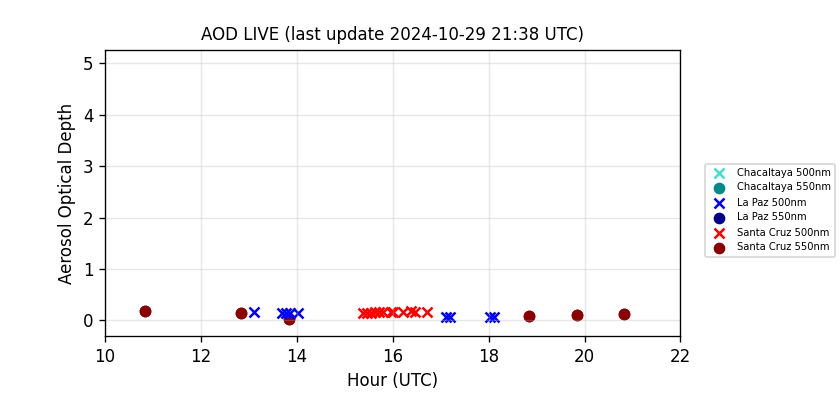 AOD LIVE (last update 2024-10-29 21:38 UTC)
Aerosol Optical Depth
5
4
3
2
1
0
10 12 14 16 18 20 22
Hour (UTC)
Chacaltaya 500nm
Chacaltaya 550nm
La Paz 500nm
La Paz 550nm
Santa Cruz 500nm
Santa Cruz 550nm